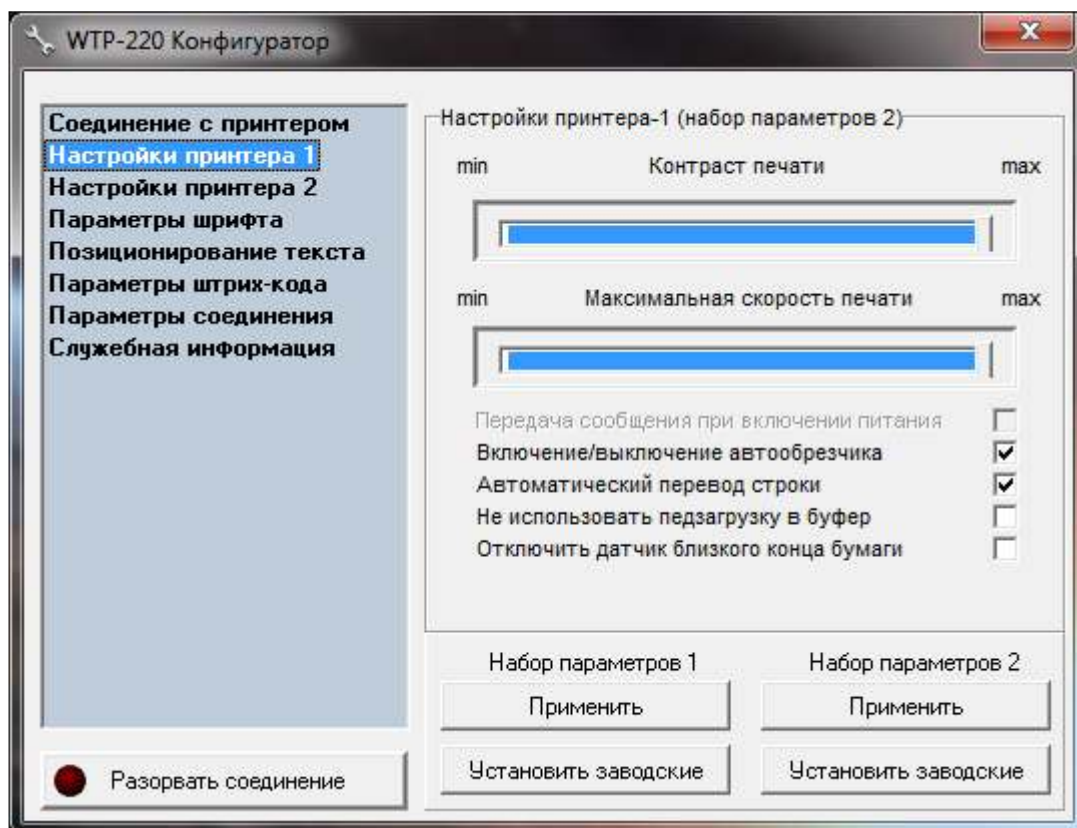 WTP-220 Конфигуратор
Соединение с принтером
Настройки принтера 1
Настройки принтера 2
Параметры шрифта
Позиционирование текста
Параметры штрих-кода
Параметры соединения
Служебная информация
Разорвать соединение
Настройки принтера-1 (набор параметров 2)
min Контраст печати max
min Максимальная скорость печати max
Передача сообщения при включении питания
Включение/выключение автообрезчика
Автоматический перевод строки
Не использовать педзагрузку в буфер
Отключить датчик близкого конца бумаги
Набор параметров 1 Набор параметров 2
Применить Применить
Установить заводские Установить заводские